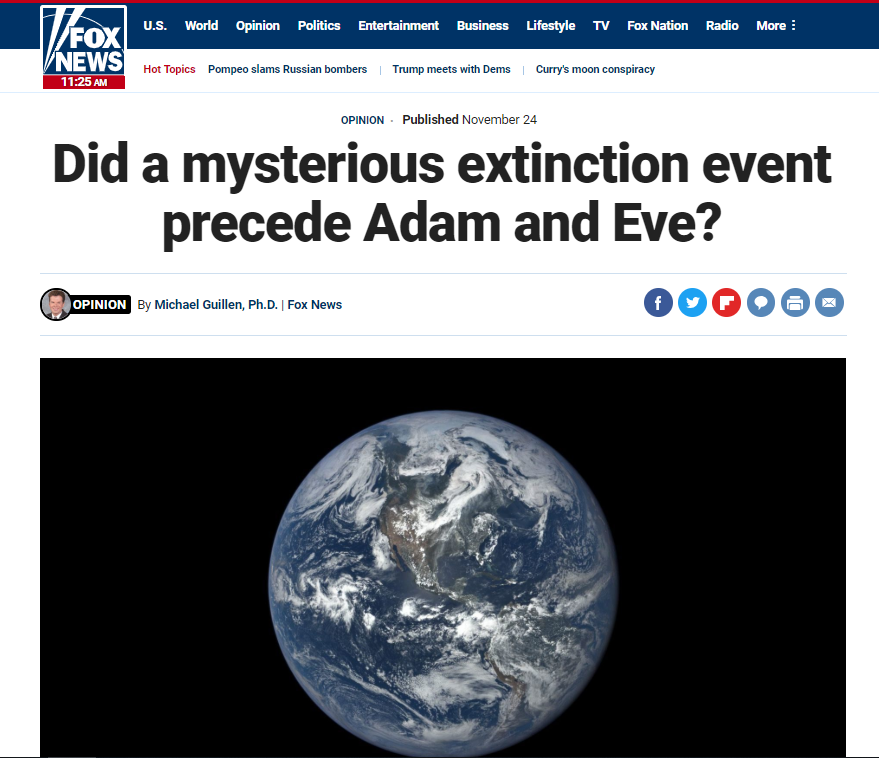 U.S. World Opinion Politics Entertainment Business Lifestyle TV Fox Nation Radio More
FOX
NEWS
11:25 AM
Hot Topics Pompeo slams Russian bombers | Trump meets with Dems | Curry's moon conspiracy
OPINION · Published November 24
Did a mysterious extinction event
precede Adam and Eve?
OPINION By Michael Guillen, Ph.D. | Fox News
f